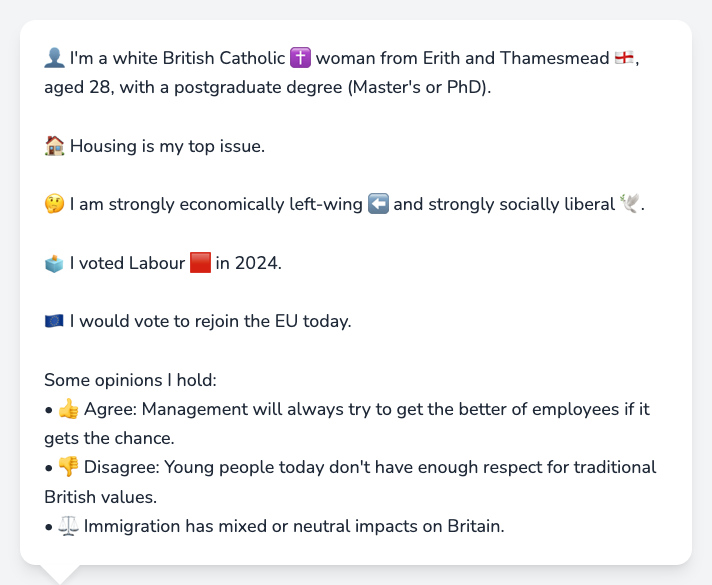 👤 I'm a white British Catholic ✝️ woman from Erith and Thamesmead 🏴󠁧󠁢󠁥󠁮󠁧󠁿,
aged 28, with a postgraduate degree (Master's or PhD).
🏠 Housing is my top issue.
🤔 I am strongly economically left-wing ⬅️ and strongly socially liberal 🕊️.
🗳️ I voted Labour 🟥 in 2024.
🇪🇺 I would vote to rejoin the EU today.
Some opinions I hold:
• 👍 Agree: Management will always try to get the better of employees if it
gets the chance.
• 👎 Disagree: Young people today don't have enough respect for traditional
British values.
• ⚖️ Immigration has mixed or neutral impacts on Britain.